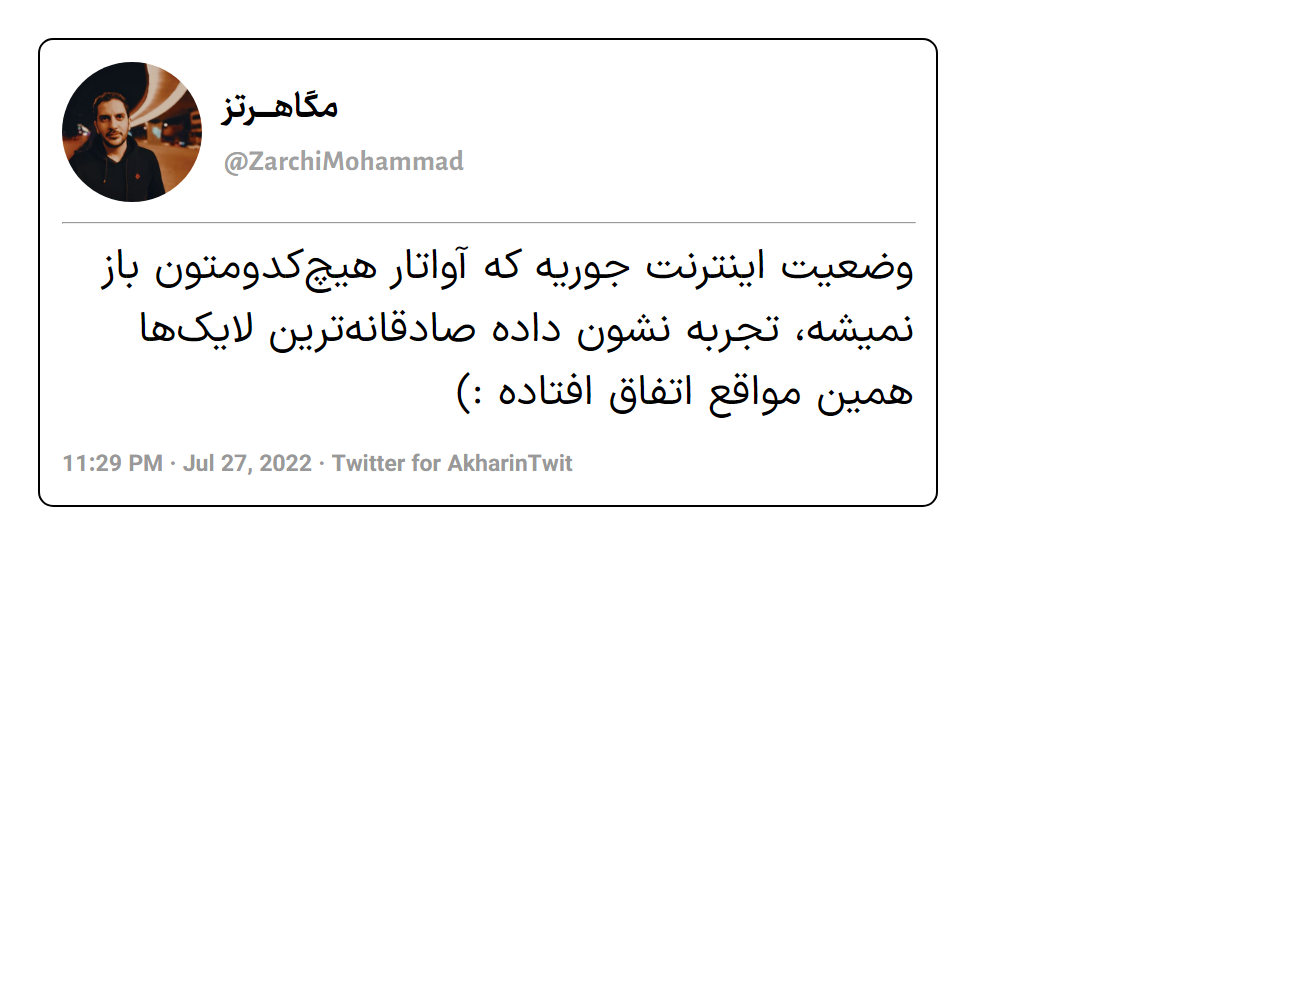 مگاهــرتز
@ZarchiMohammad
وضعیت اینترنت جوریه که آواتار هیچ‌کدومتون باز
نمیشه، تجربه نشون داده صادقانه‌ترین لایک‌ها
همین مواقع اتفاق افتاده :)
11:29 PM · Jul 27, 2022 · Twitter for AkharinTwit